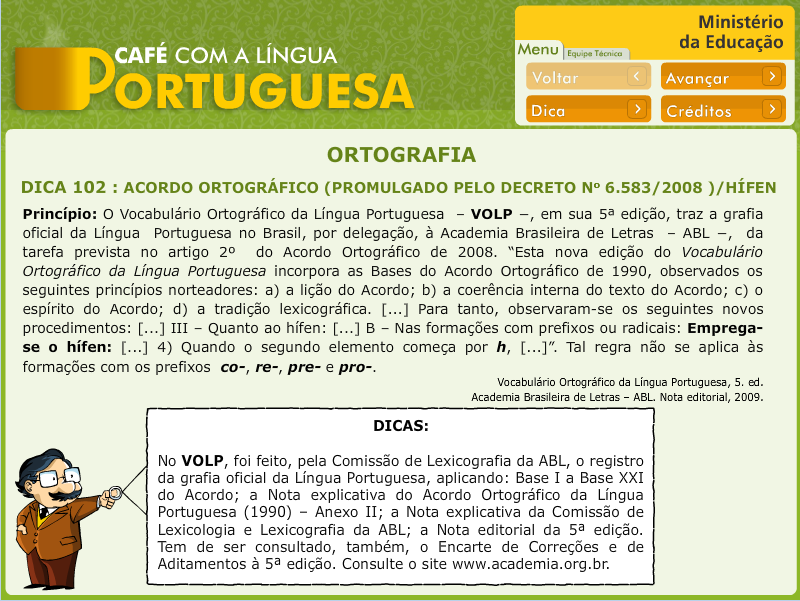 CAFÉ COM A LÍNGUA
PORTUGUESA
Ministério
da Educação
Menu
Equipe Técnica
Voltar
Avançar
Dica
Créditos
ORTOGRAFIA
DICA 102 : ACORDO ORTOGRÁFICO (PROMULGADO PELO DECRETO Nº 6.583/2008 )/HÍFEN
Princípio: O Vocabulário Ortográfico da Língua Portuguesa – VOLP −, em sua 5ª edição, traz a grafia
oficial da Língua Portuguesa no Brasil, por delegação, à Academia Brasileira de Letras – ABL −, da
tarefa prevista no artigo 2º do Acordo Ortográfico de 2008. “Esta nova edição do Vocabulário
Ortográfico da Língua Portuguesa incorpora as Bases do Acordo Ortográfico de 1990, observados os
seguintes princípios norteadores: a) a lição do Acordo; b) a coerência interna do texto do Acordo; c) o
espírito do Acordo; d) a tradição lexicográfica. [...] Para tanto, observaram-se os seguintes novos
procedimentos: [...] III – Quanto ao hífen: [...] B – Nas formações com prefixos ou radicais: Emprega-
se o hífen: [...] 4) Quando o segundo elemento começa por h, [...]”. Tal regra não se aplica às
formações com os prefixos co-, re-, pre- e pro-.
Vocabulário Ortográfico da Língua Portuguesa, 5. ed.
Academia Brasileira de Letras – ABL. Nota editorial, 2009.
DICAS:
No VOLP, foi feito, pela Comissão de Lexicografia da ABL, o registro
da grafia oficial da Língua Portuguesa, aplicando: Base I a Base XXI
do Acordo; a Nota explicativa do Acordo Ortográfico da Língua
Portuguesa (1990) – Anexo II; a Nota explicativa da Comissão de
Lexicologia e Lexicografia da ABL; a Nota editorial da 5ª edição.
Tem de ser consultado, também, o Encarte de Correções e de
Aditamentos à 5ª edição. Consulte o site www.academia.org.br.